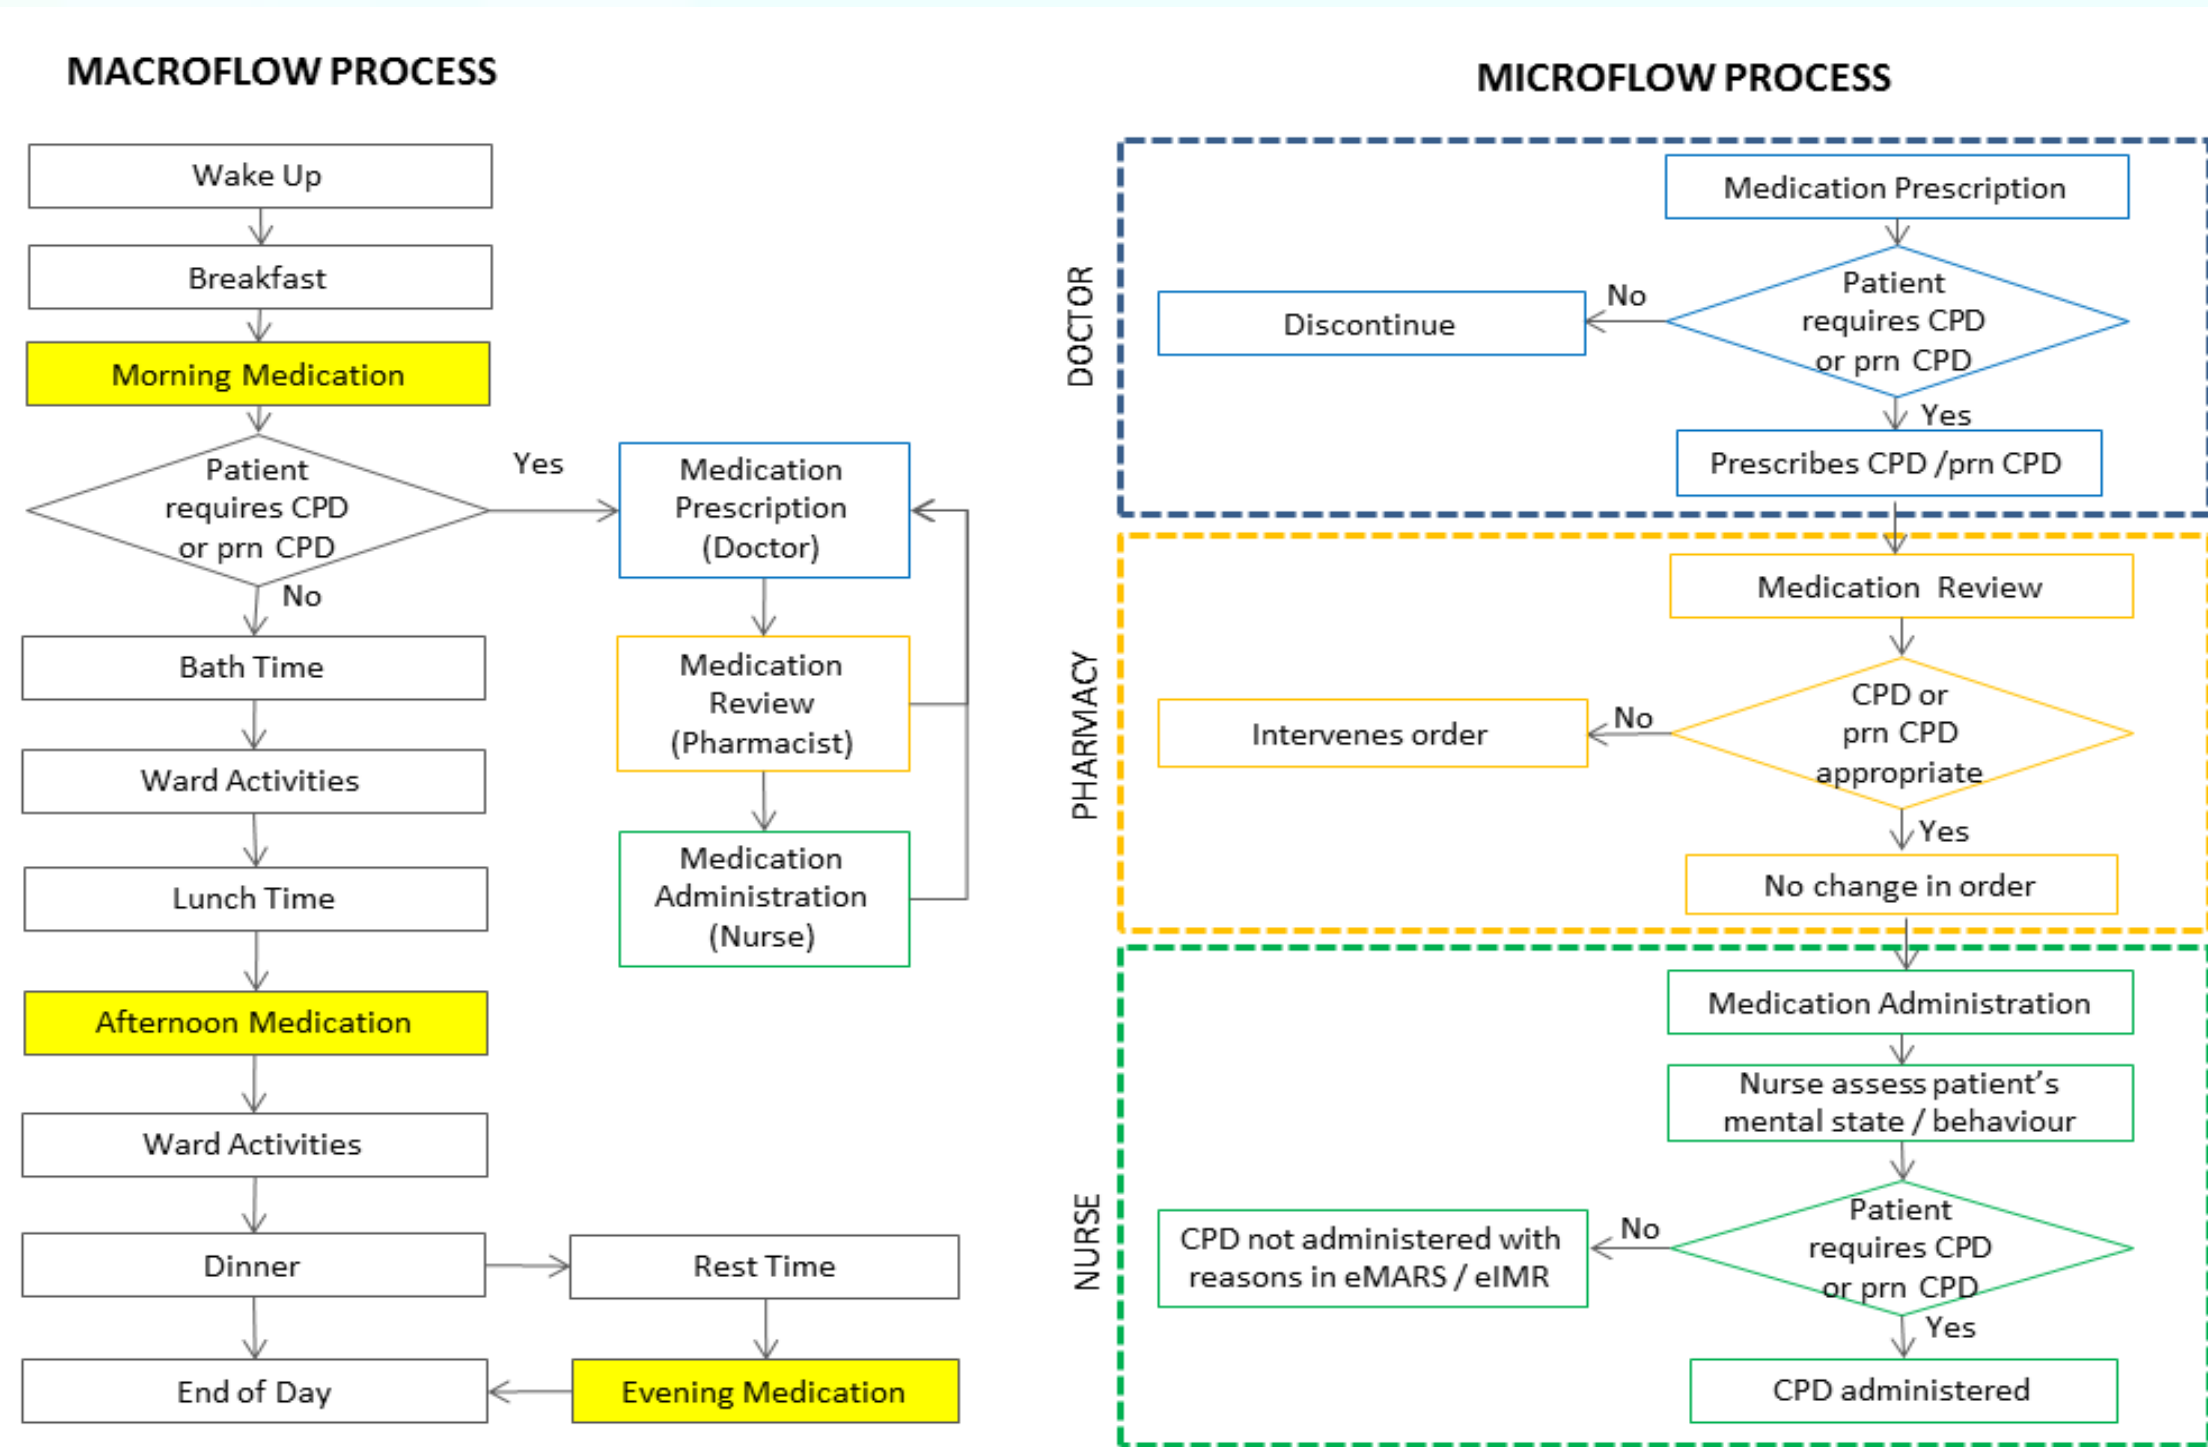 MACROFLOW PROCESS
Wake Up
Breakfast
Morning Medication
Patient
requires CPD
or prn CPD
Yes
No
Medication
Prescription
(Doctor)
Medication
Review
(Pharmacist)
Medication
Administration
(Nurse)
Bath Time
Ward Activities
Lunch Time
Afternoon Medication
Ward Activities
Dinner
Rest Time
End of Day
Evening Medication
MICROFLOW PROCESS
DOCTOR
Medication Prescription
Patient
requires CPD
or prn CPD
No
Discontinue
Yes
Prescribes CPD /prn CPD
PHARMACY
Medication Review
CPD or
prn CPD
appropriate
No
Intervenes order
Yes
No change in order
NURSE
Medication Administration
Nurse assess patient's
mental state / behaviour
Patient
requires CPD
or prn CPD
No
CPD not administered with
reasons in eMARS / eIMR
Yes
CPD administered